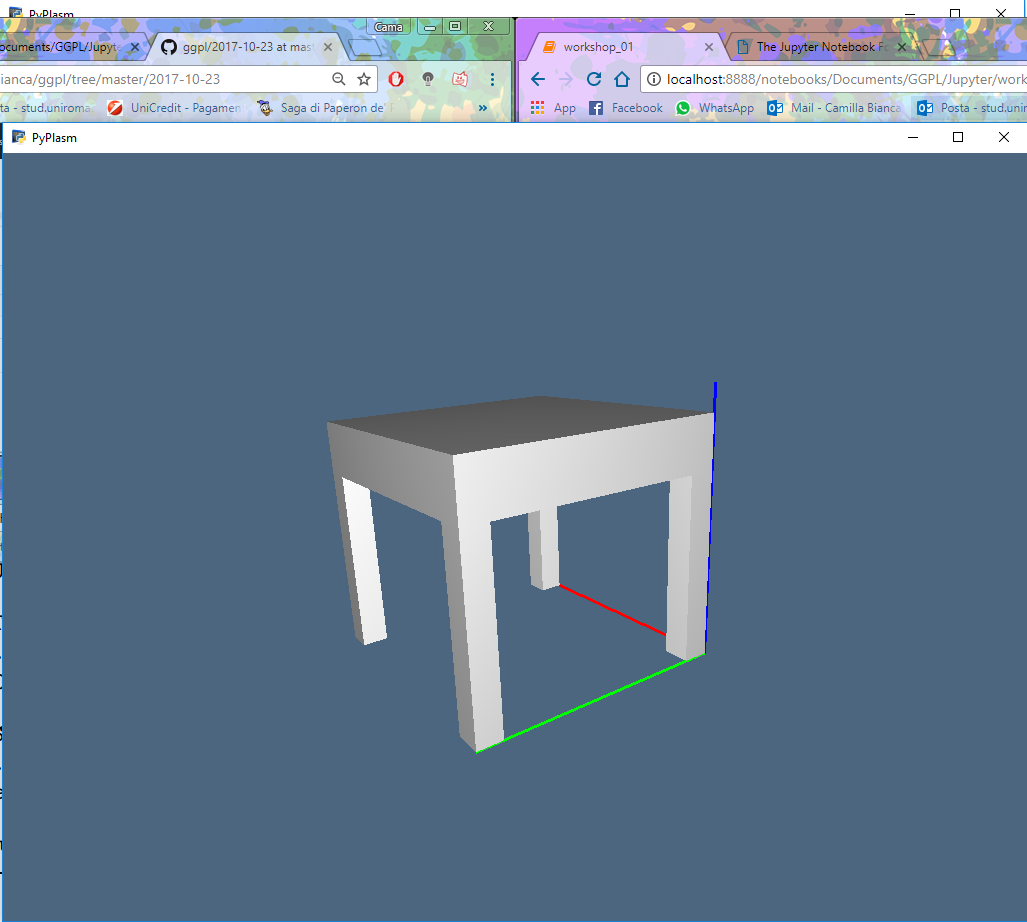 PyPlasm
Cama
ocuments/GGPL/Jupyte
ggpl/2017-10-23 at mast
workshop_01
The Jupyter Notebook Fo
ianca/ggpl/tree/master/2017-10-23
localhost:8888/notebooks/Documents/GGPL/Jupyter/work
ta - stud.uniroma
UniCredit - Pagamen
Saga di Paperon de'
»
App
Facebook
WhatsApp
Mail - Camilla Bianca
Posta - stud.unir
PyPlasm